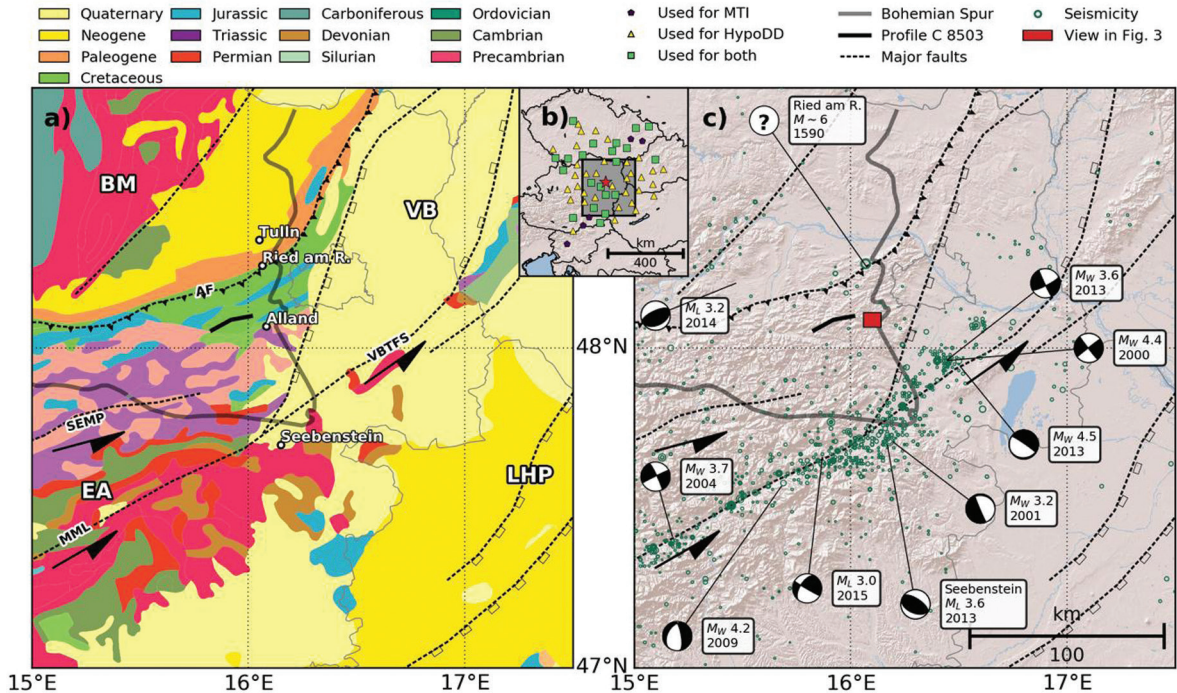 Quaternary
Neogene
Paleogene
Cretaceous
Jurassic
Triassic
Permian
Carboniferous
Devonian
Silurian
Ordovician
Cambrian
Precambrian
Used for MTI
Used for HypoDD
Used for both
Bohemian Spur
Profile C 8503
Major faults
Seismicity
View in Fig. 3
a)
BM
VB
Tulln
Ried am R.
AF
Alland
VBTFS
SEMP
Seebenstein
EA
LHP
MML
15°E
16°E
17°E
b)
km
400
48°N
47°N
c)
?
Ried am R.
M ~ 6
1590
ML 3.2
2014
MW 3.6
2013
MW 4.4
2000
MW 4.5
2013
MW 3.7
2004
MW 3.2
2001
ML 3.0
2015
Seebenstein
ML 3.6
2013
MW 4.2
2009
km
100
15°E
16°E
17°E